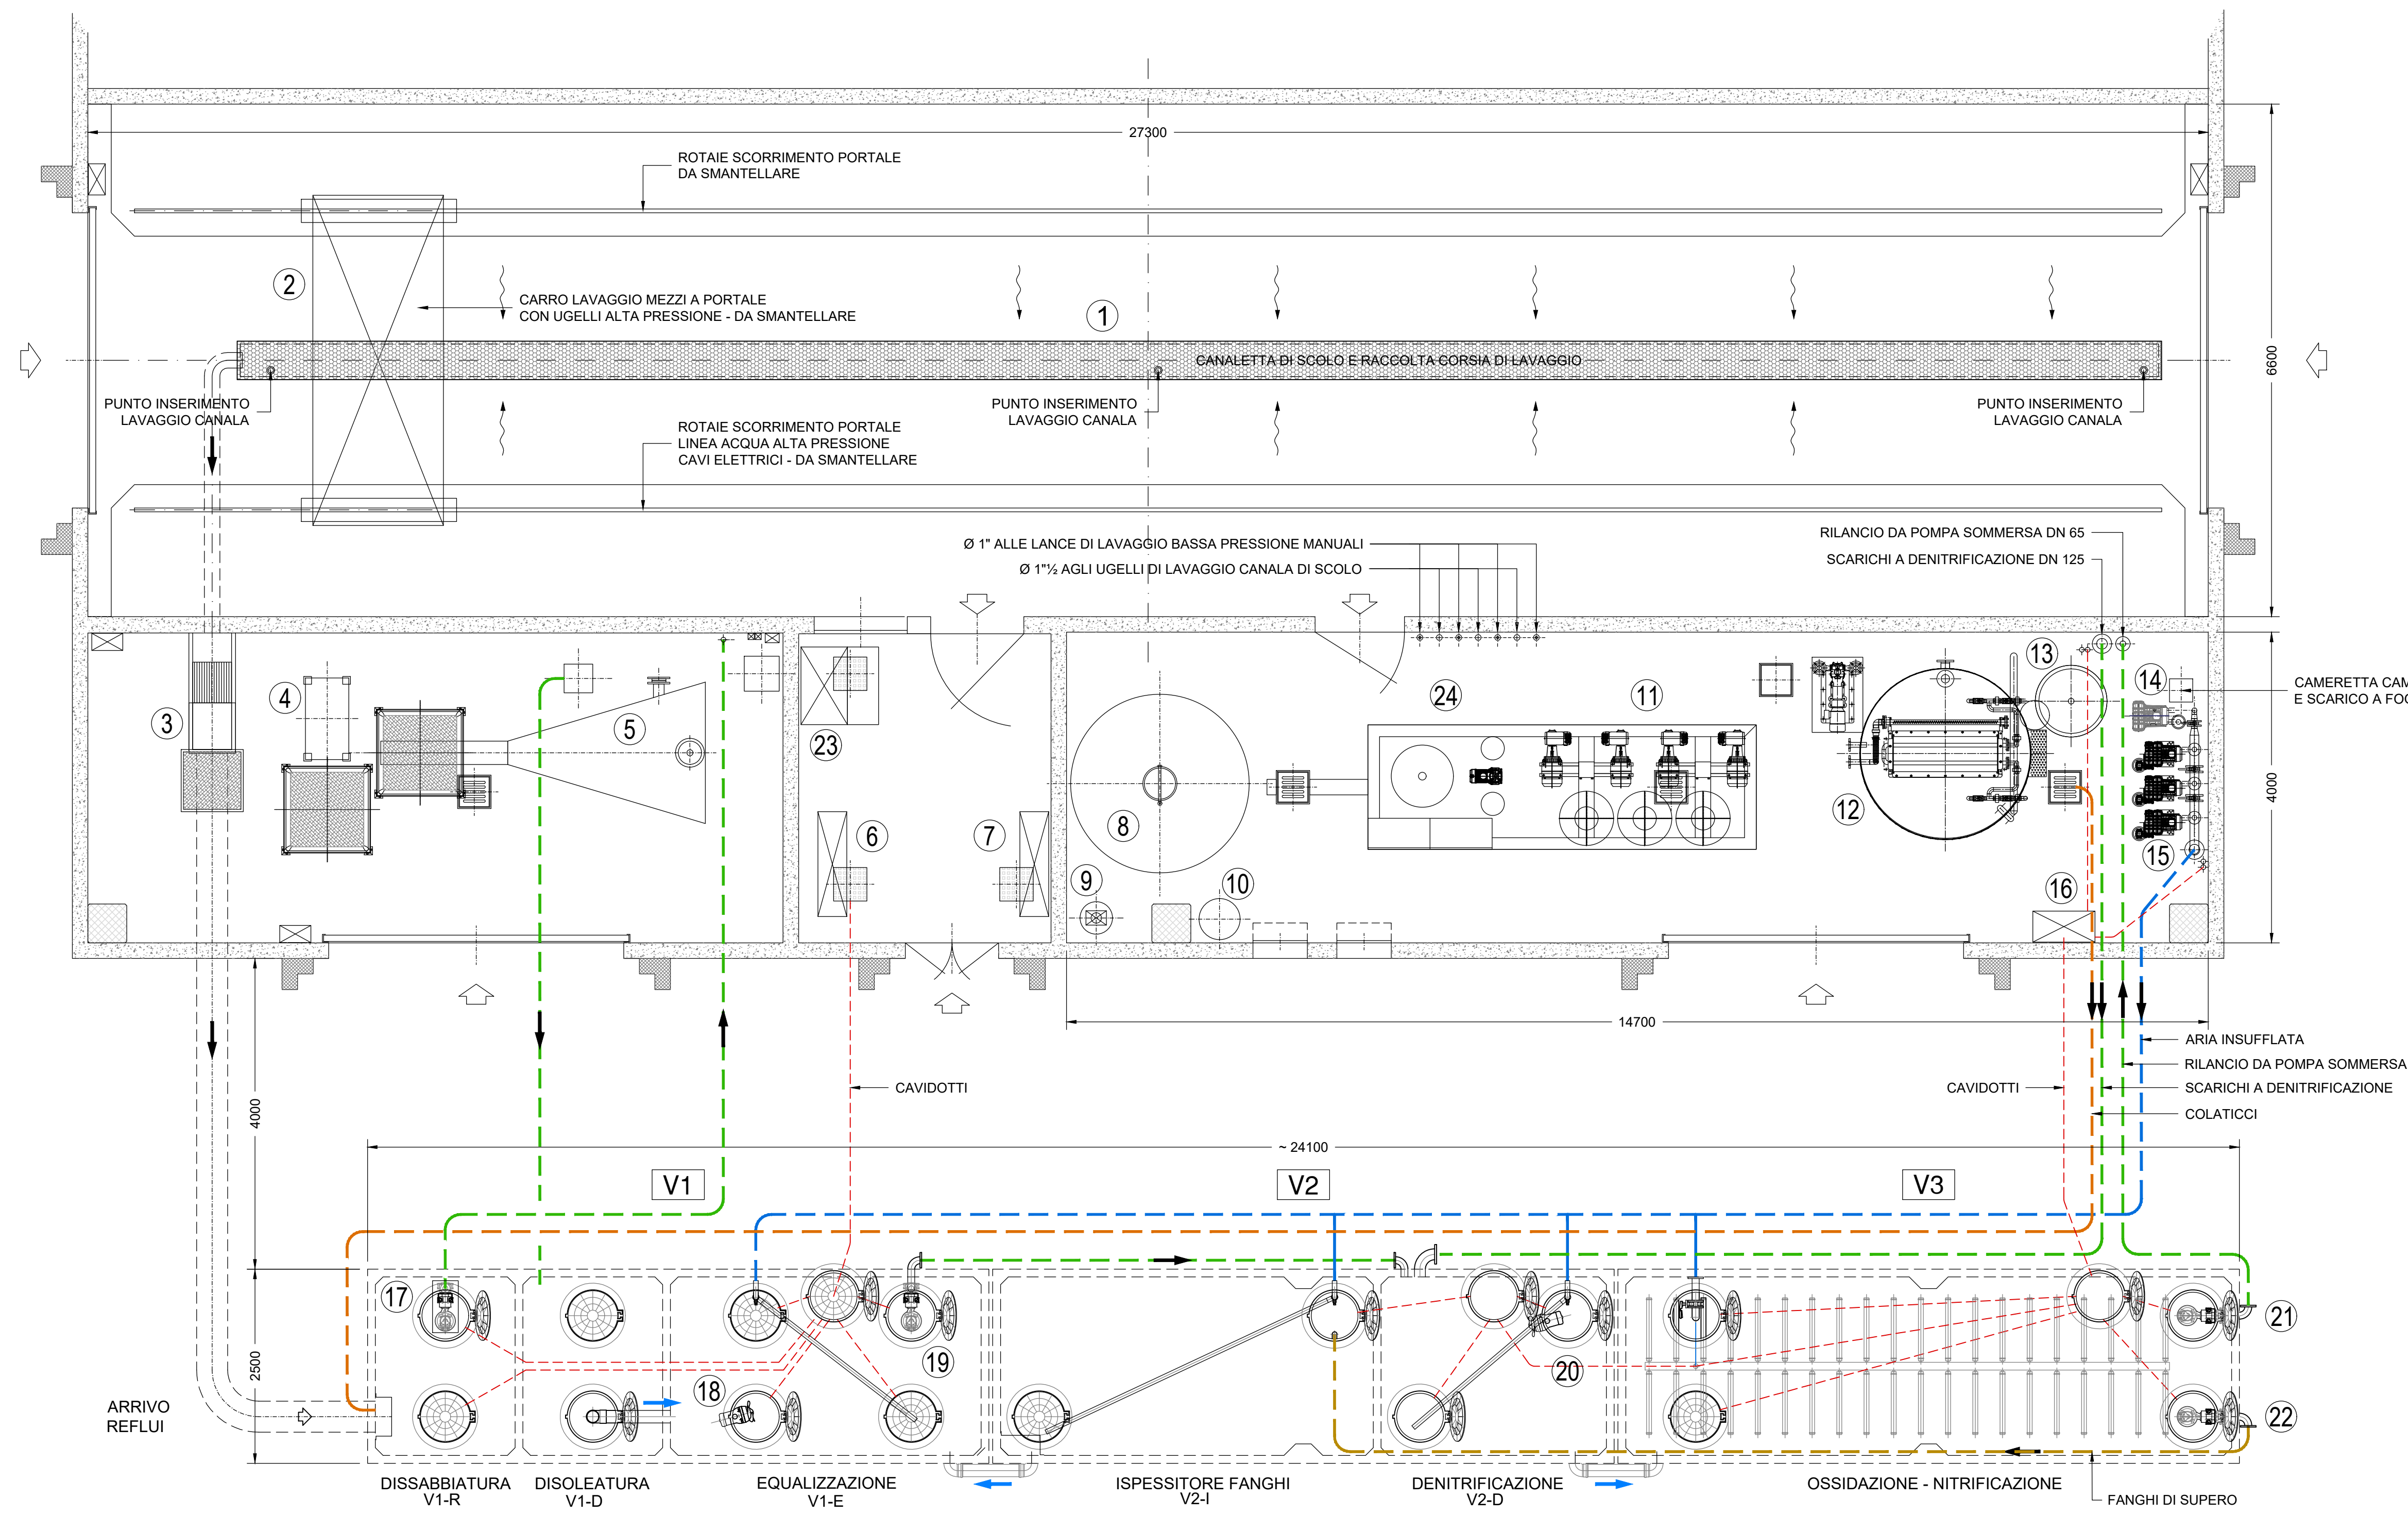 27300
ROTAIE SCORRIMENTO PORTALE
DA SMANTELLARE
2
CARRO LAVAGGIO MEZZI A PORTALE
CON UGELLI ALTA PRESSIONE - DA SMANTELLARE
1
CANALETTA DI SCOLO E RACCOLTA CORSIA DI LAVAGGIO
6600
PUNTO INSERIMENTO
LAVAGGIO CANALA
PUNTO INSERIMENTO
LAVAGGIO CANALA
PUNTO INSERIMENTO
LAVAGGIO CANALA
ROTAIE SCORRIMENTO PORTALE
LINEA ACQUA ALTA PRESSIONE
CAVI ELETTRICI - DA SMANTELLARE
Ø 1" ALLE LANCE DI LAVAGGIO BASSA PRESSIONE MANUALI
Ø 1"½ AGLI UGELLI DI LAVAGGIO CANALA DI SCOLO
RILANCIO DA POMPA SOMMERSA DN 65
SCARICHI A DENITRIFICAZIONE DN 125
3
4
5
23
24
11
13
14
CAMERETTA CAM
E SCARICO A FOG
4000
6
7
8
9
10
12
15
16
14700
ARIA INSUFFLATA
RILANCIO DA POMPA SOMMERSA
CAVIDOTTI
CAVIDOTTI
SCARICHI A DENITRIFICAZIONE
COLATICCI
4000
~ 24100
V1
V2
V3
17
18
19
20
21
22
2500
ARRIVO
REFLUI
DISSABBIATURA
V1-R
DISOLEATURA
V1-D
EQUALIZZAZIONE
V1-E
ISPESSITORE FANGHI
V2-I
DENITRIFICAZIONE
V2-D
OSSIDAZIONE - NITRIFICAZIONE
FANGHI DI SUPERO